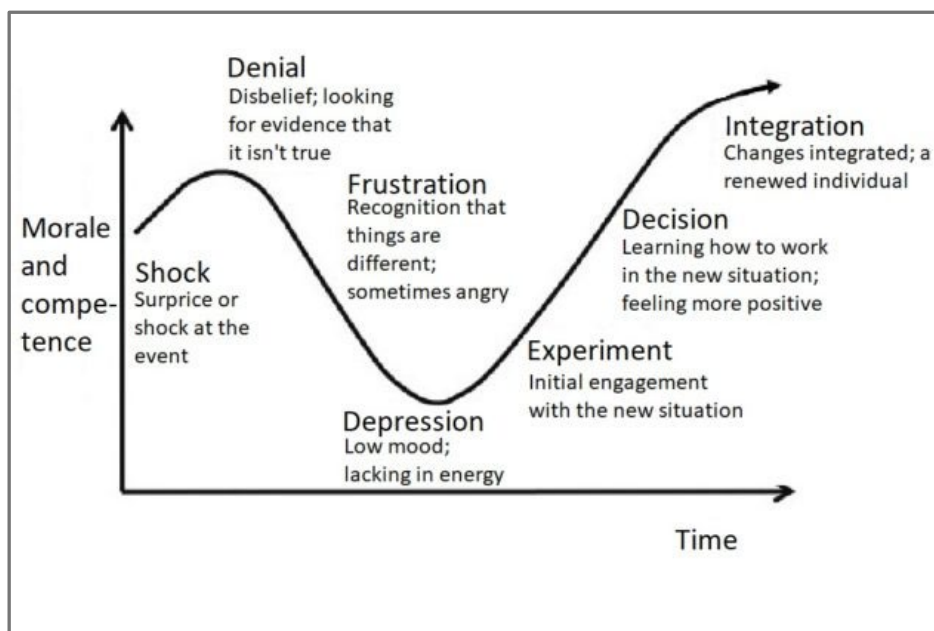 Denial
Disbelief; looking
for evidence that
it isn't true
Morale
and
compe-
tence
Shock
Surprice or
shock at the
event
Frustration
Recognition that
things are
different;
sometimes angry
Depression
Low mood;
lacking in energy
Experiment
Initial engagement
with the new situation
Decision
Learning how to work
in the new situation;
feeling more positive
Integration
Changes integrated; a
renewed individual
Time